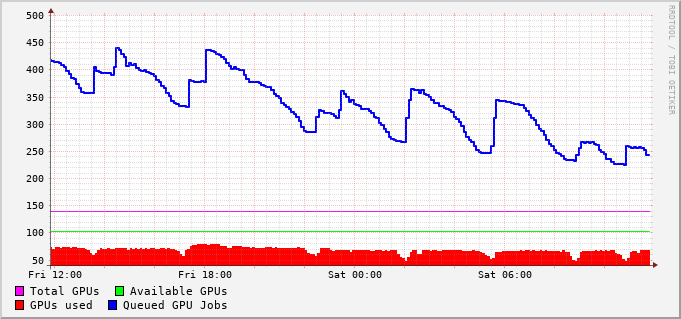 500
450
400
350
300
250
200
150
100
50
Fri 12:00 Fri 18:00 Sat 00:00 Sat 06:00
Total GPUs Available GPUs
GPUs used Queued GPU Jobs
RRDTOOL / TOBI OETIKER